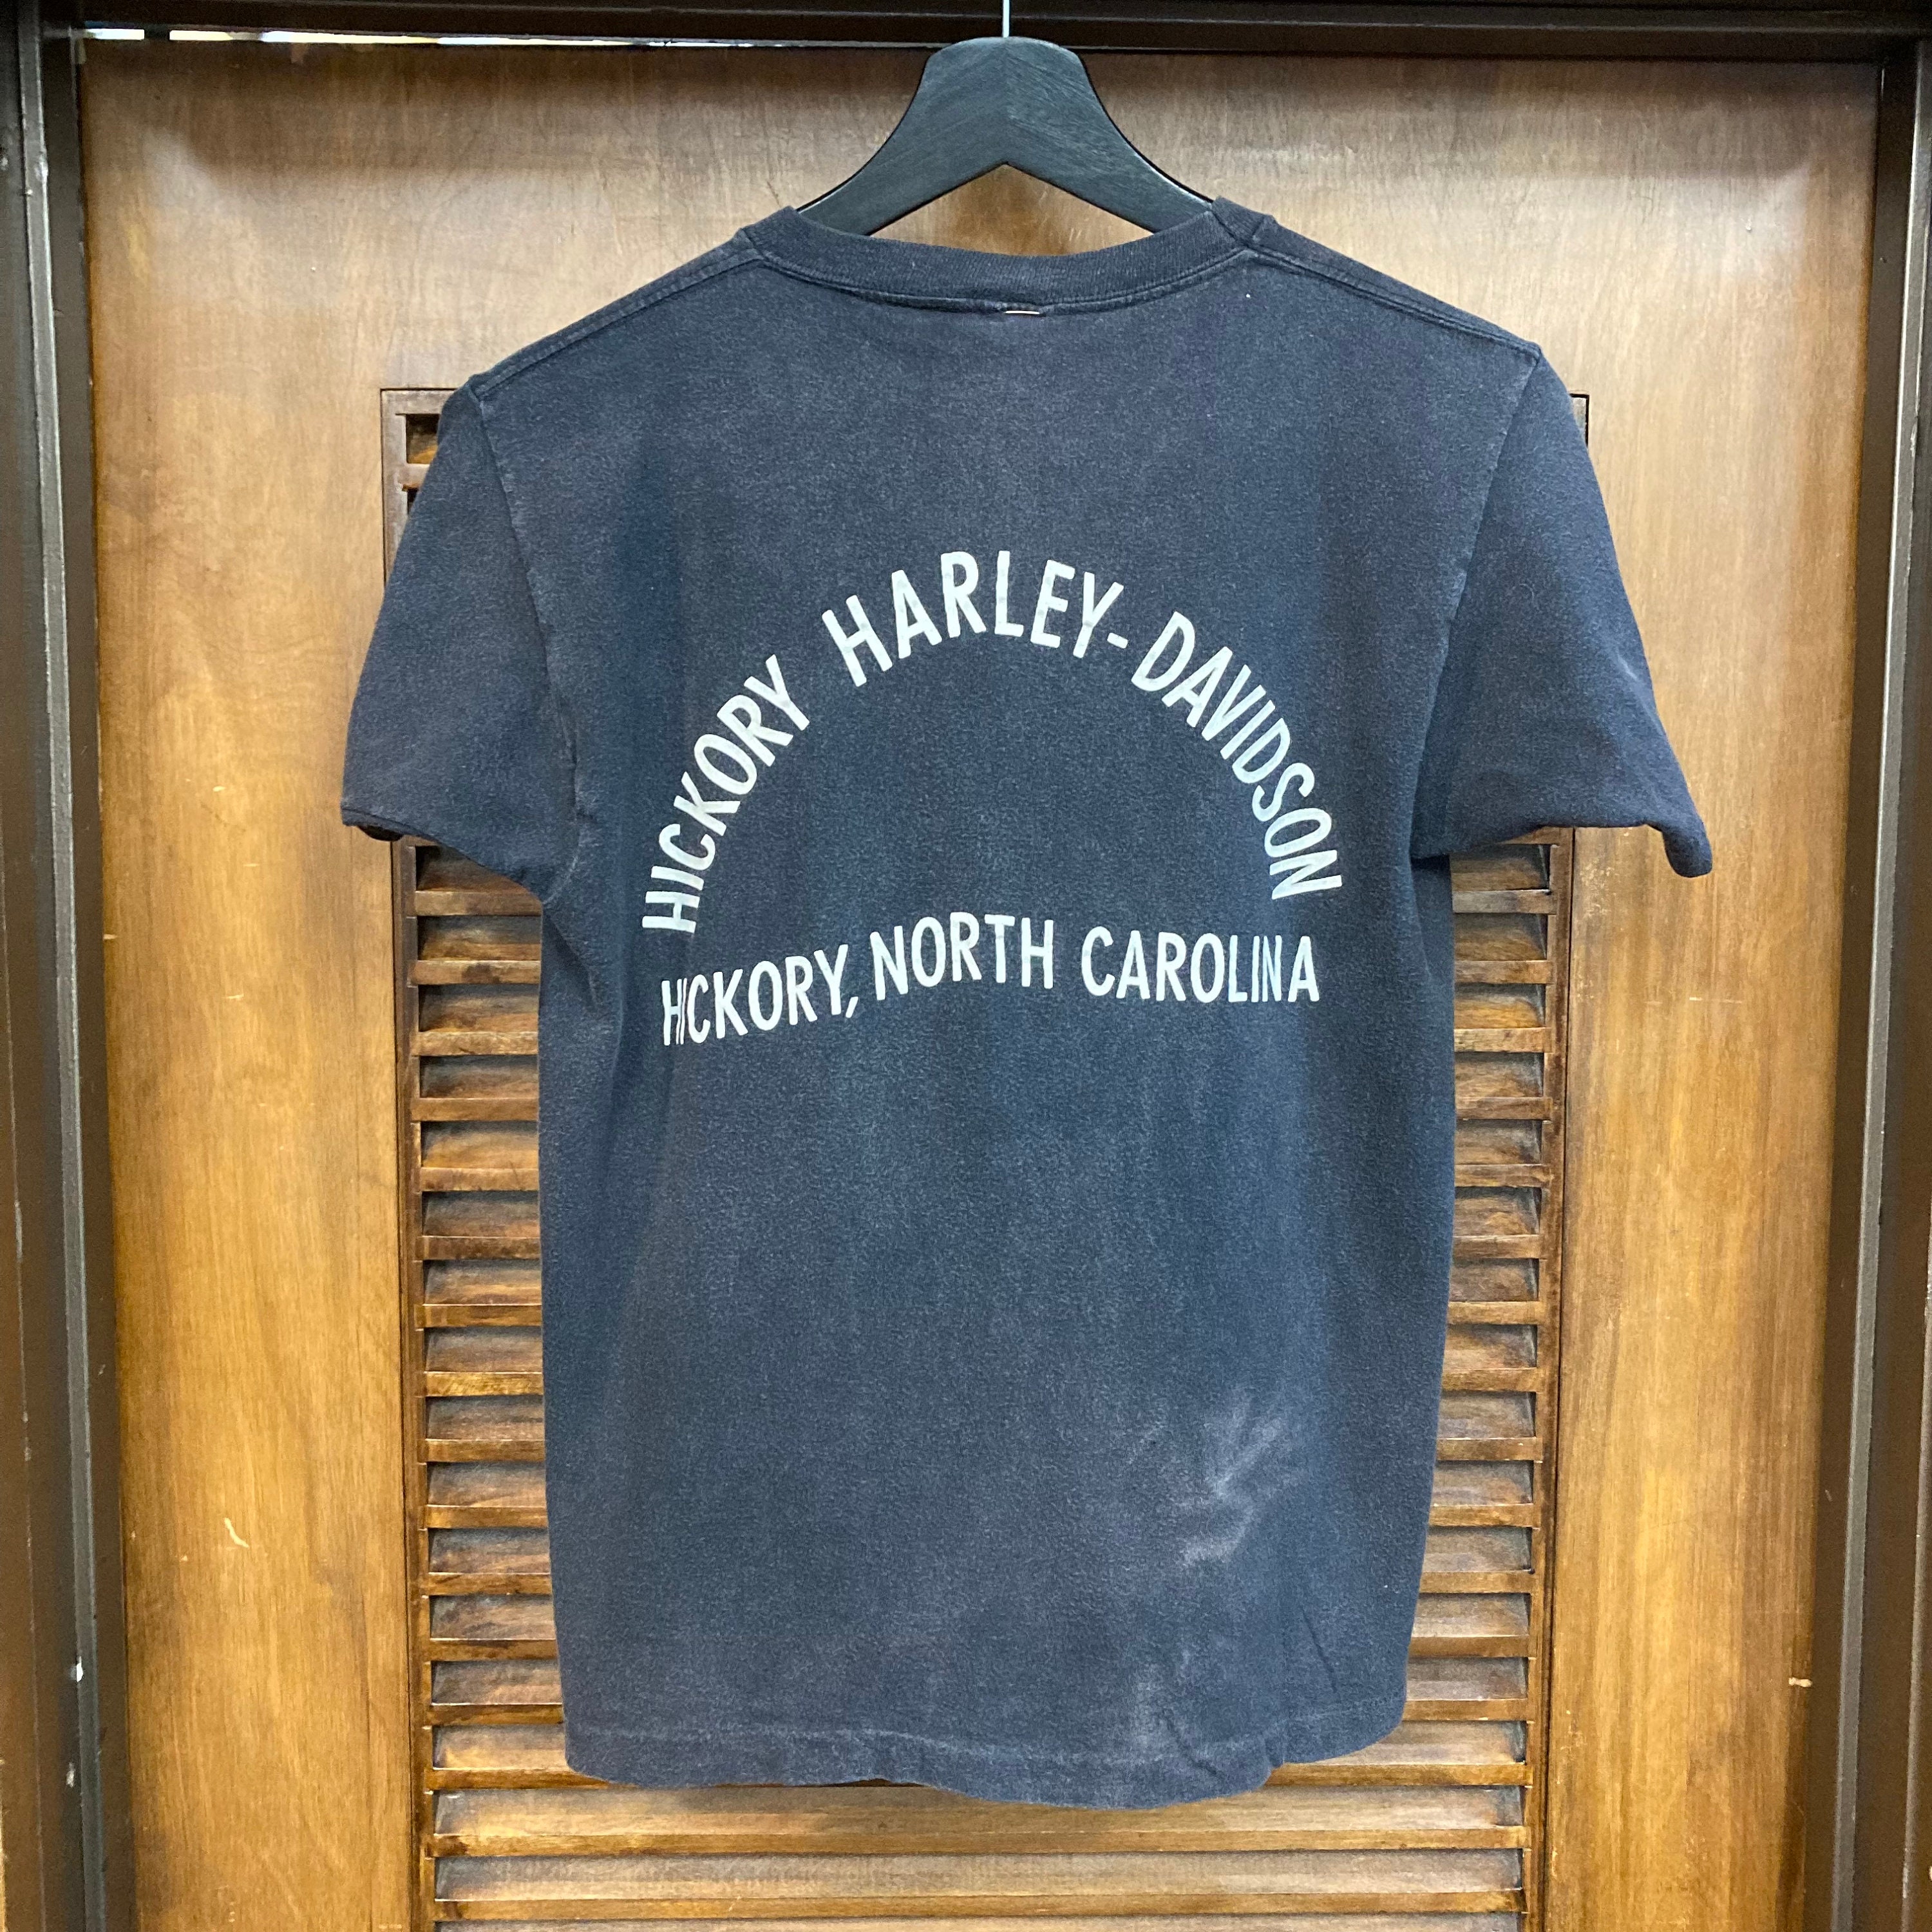 HICKORY HARLEY-DAVIDSON
HICKORY, NORTH CAROLINA